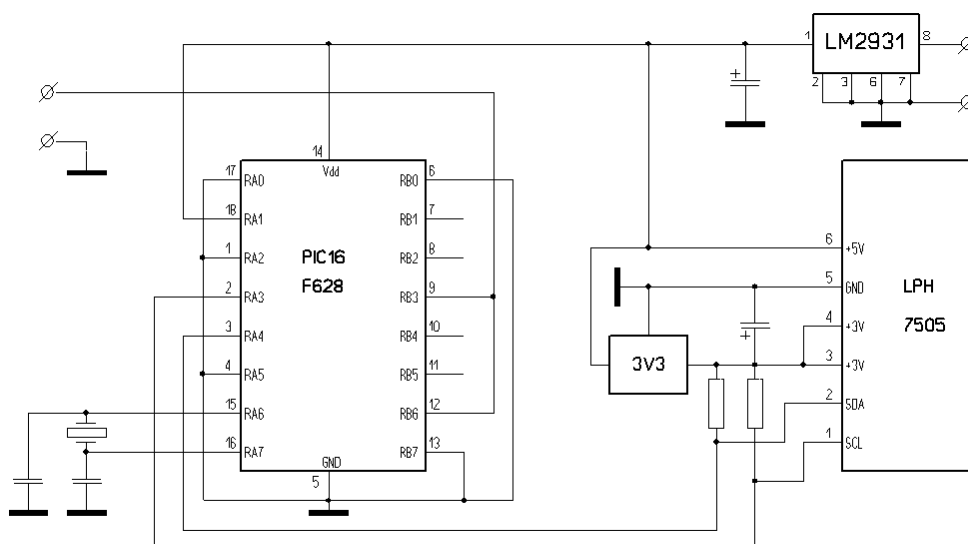 LM2931
1
8
2
3
6
7
+
14
Vdd
17 RA0 RB0 6
18 RA1 RB1 7
1 RA2 RB2 8
PIC16
F628
2 RA3 RB3 9
3 RA4 RB4 10
4 RA5 RB5 11
15 RA6 RB6 12
16 RA7 RB7 13
GND
5
6 +5V
5 GND
LPH
7505
4 +3V
+
3V3
3 +3V
2 SDA
1 SCL